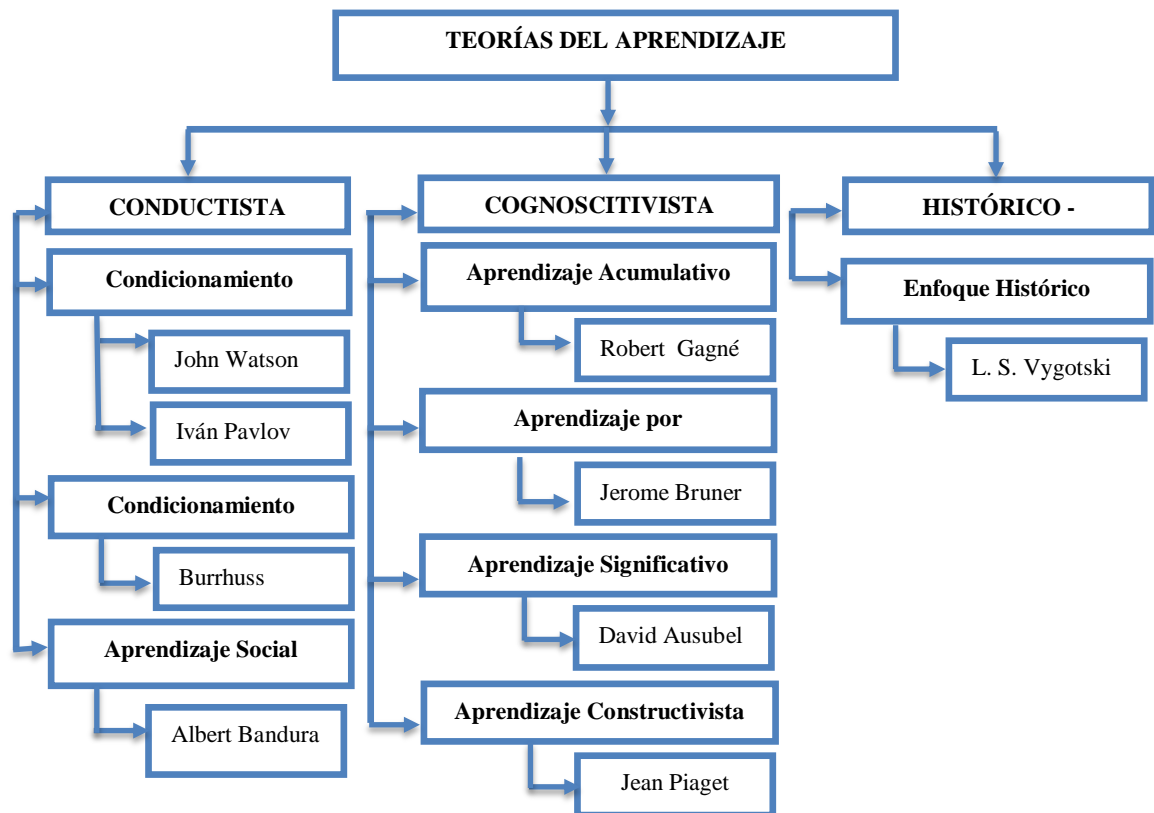 TEORÍAS DEL APRENDIZAJE
CONDUCTISTA
Condicionamiento
John Watson
Iván Pavlov
Condicionamiento
Burrhuss
Aprendizaje Social
Albert Bandura
COGNOSCITIVISTA
Aprendizaje Acumulativo
Robert Gagné
Aprendizaje por
Jerome Bruner
Aprendizaje Significativo
David Ausubel
Aprendizaje Constructivista
Jean Piaget
HISTÓRICO -
Enfoque Histórico
L. S. Vygotski